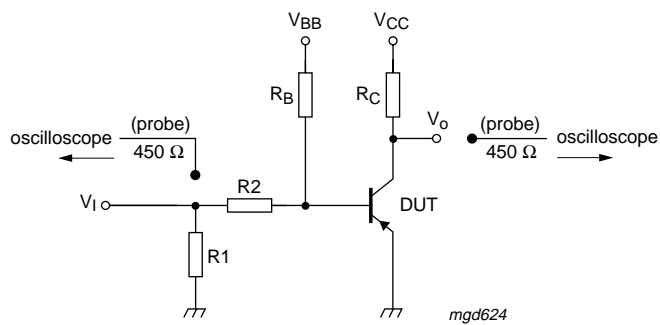 VBB
VCC
RB
RC
Vo
(probe)
450 Ω
oscilloscope
(probe)
450 Ω
oscilloscope
R2
VI
DUT
R1
mgd624